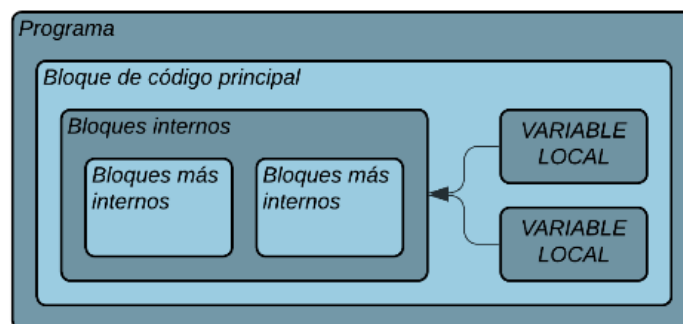 Programa
Bloque de código principal
Bloques internos
Bloques más
internos
Bloques más
internos
VARIABLE
LOCAL
VARIABLE
LOCAL